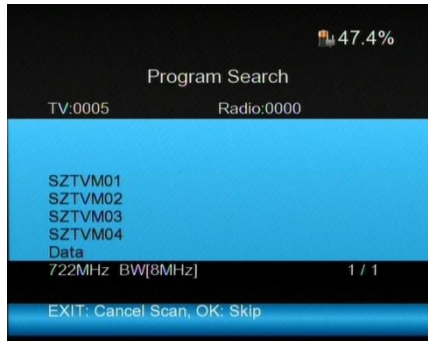 47.4%
Program Search
TV:0005 Radio:0000
SZTVM01
SZTVM02
SZTVM03
SZTVM04
Data
722MHz BW[8MHz] 1 / 1
EXIT: Cancel Scan, OK: Skip